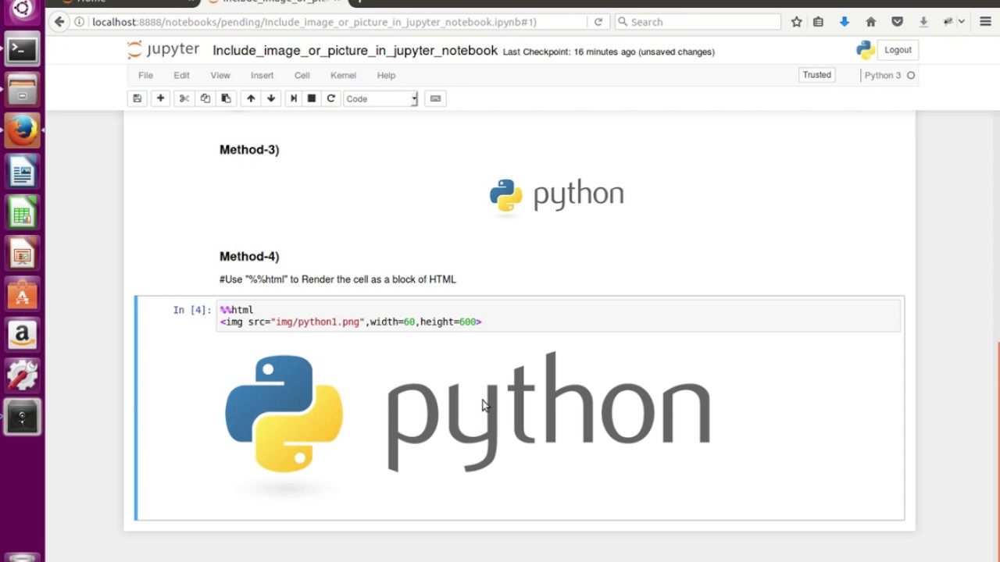 Home
Include_image_or_pic
localhost:8888/notebooks/pending/Include_image_or_picture_in_jupyter_notebook.ipynb#1)
Search
jupyter Include_image_or_picture_in_jupyter_notebook Last Checkpoint: 16 minutes ago (unsaved changes)
Logout
File Edit View Insert Cell Kernel Help
Trusted
Python 3
Code
Method-3)
python
Method-4)
#Use "%%html" to Render the cell as a block of HTML
In [4]: %%html
<img src="img/python1.png",width=60,height=600>
python